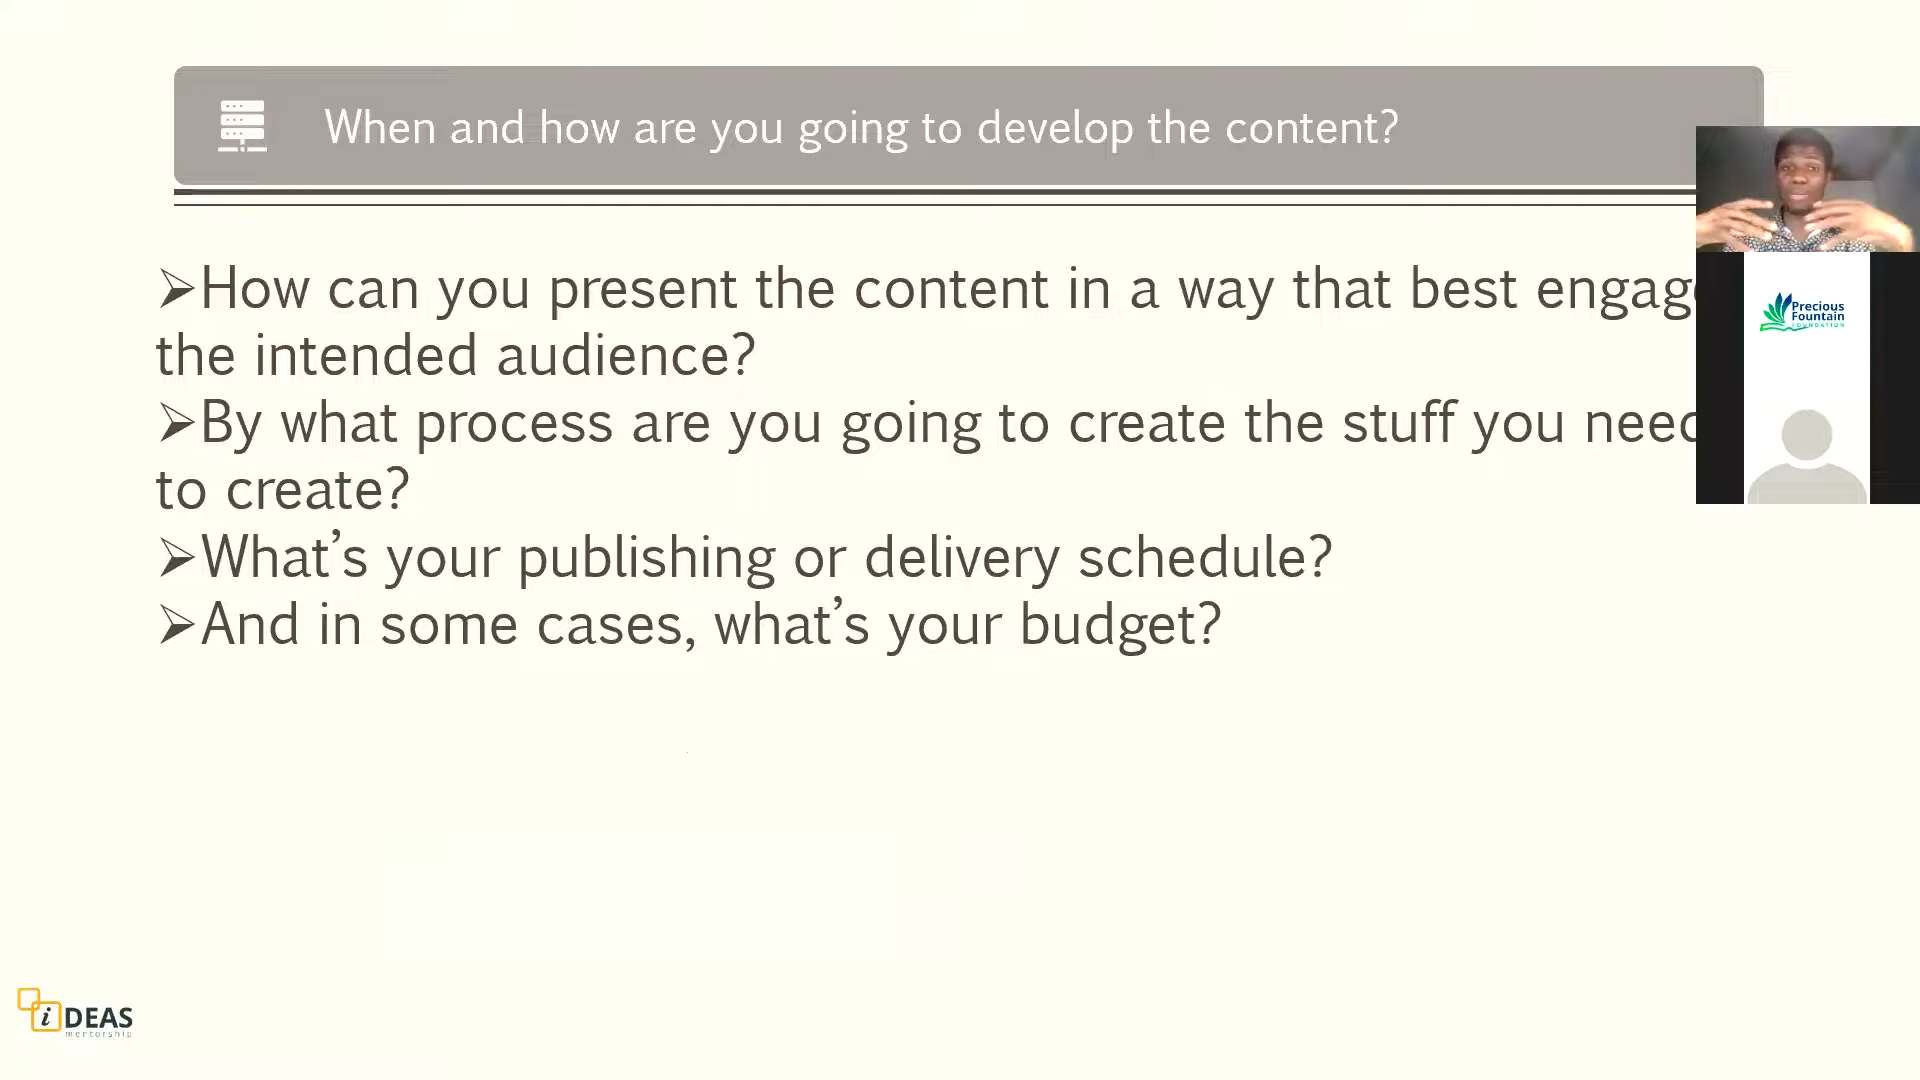 When and how are you going to develop the content?
➢How can you present the content in a way that best engag
the intended audience?
➢By what process are you going to create the stuff you need
to create?
➢What’s your publishing or delivery schedule?
➢And in some cases, what’s your budget?
Precious
Fountain
FOUNDATION
iDEAS
mentorship